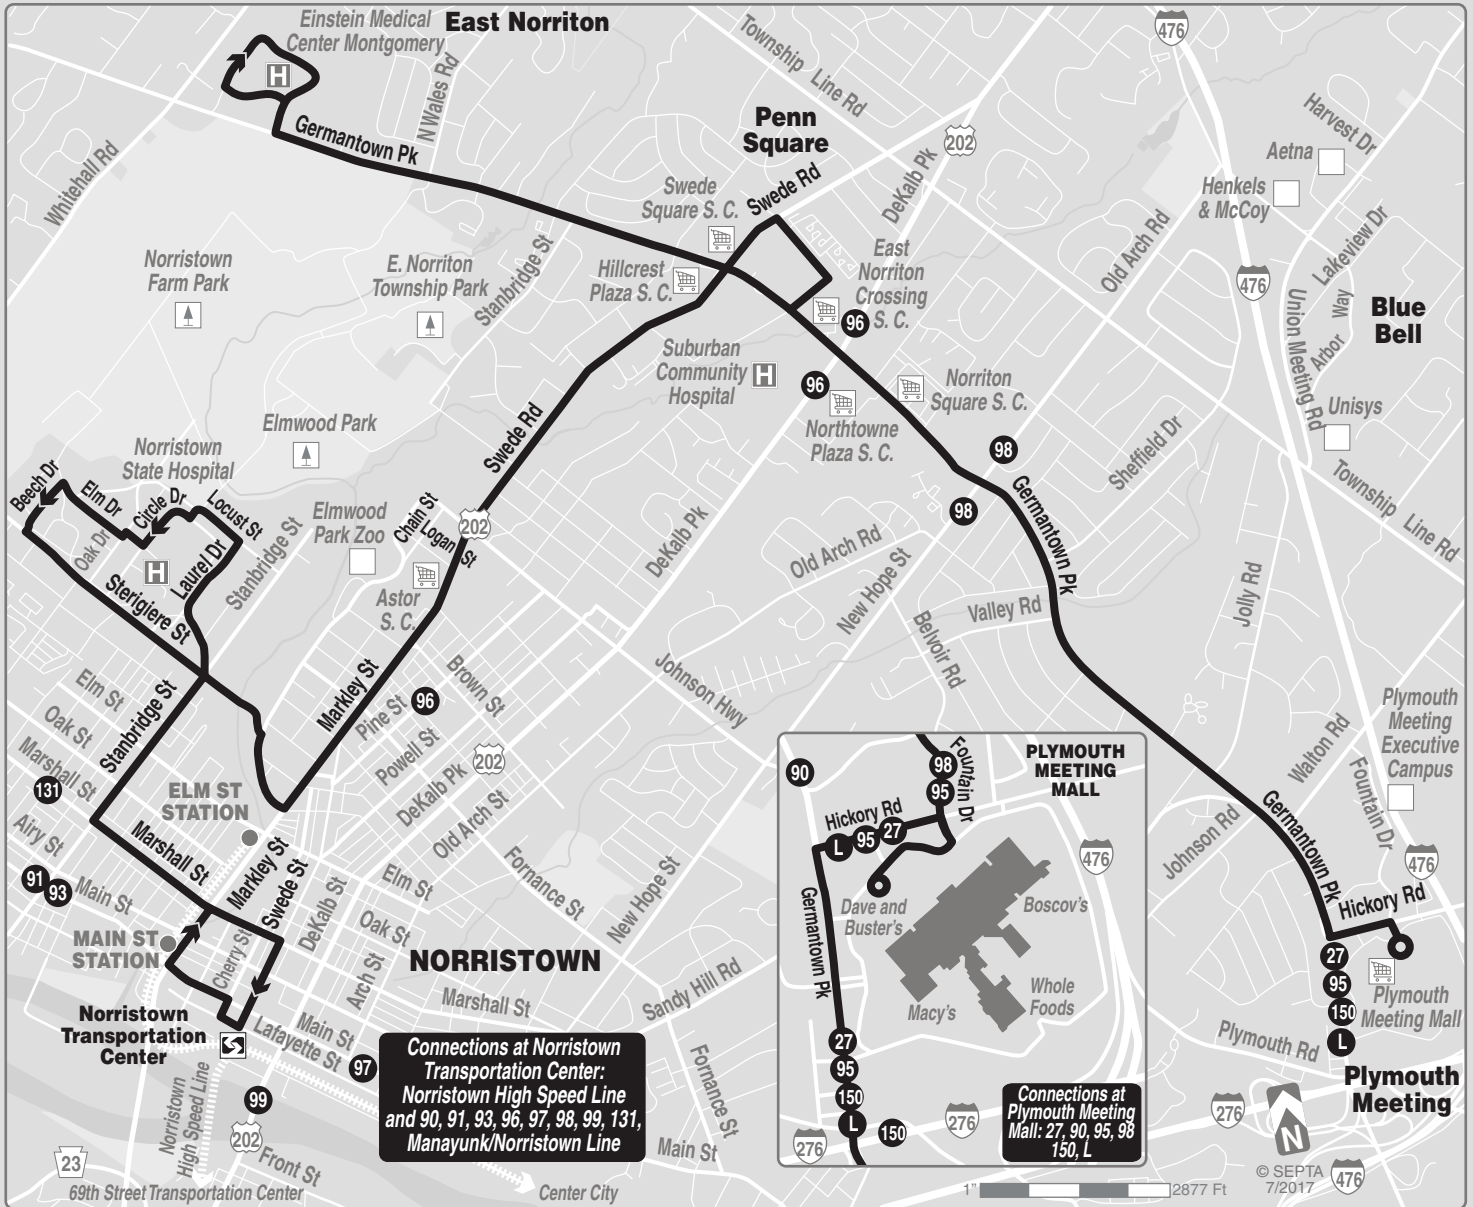 Einstein Medical
Center Montgomery
East Norriton
H
N Wales Rd
Germantown Pk
Whitehall Rd
Township Line Rd
476
Penn
Square
202
Harvest Dr
Aetna
Henkels
& McCoy
Swede
Square S. C.
Swede Rd
DeKalb Pk
Old Arch Rd
Lakeview Dr
Norristown
Farm Park
E. Norriton
Township Park
Stanbridge St
Hillcrest
Plaza S. C.
East
Norriton
Crossing
S. C.
96
476
Union Meeting Rd
Arbor Way
Blue
Bell
Suburban
Community
Hospital
H
96
Northtowne
Plaza S. C.
Norriton
Square S. C.
Unisys
Elmwood Park
Norristown
State Hospital
Swede Rd
98
98
Sheffield Dr
Township Line Rd
Beech Dr
Elm Dr
Circle Dr
Locust St
Oak Dr
H
Laurel Dr
Sterigiere St
Stanbridge St
Elmwood
Park Zoo
Chain St
Logan St
202
Astor
S. C.
DeKalb Pk
Old Arch Rd
New Hope St
Germantown Pk
Valley Rd
Belvoir Rd
Jolly Rd
Elm St
Oak St
Marshall St
Stanbridge St
Markley St
Pine St
96
Brown St
Johnson Hwy
Powell St
202
DeKalb Pk
Old Arch St
131
ELM ST
STATION
Airy St
Marshall St
Markley St
Swede St
DeKalb St
Elm St
Fornance St
New Hope St
91
93
Main St
MAIN ST
STATION
Cherry St
Oak St
Arch St
NORRISTOWN
Marshall St
Sandy Hill Rd
Norristown
Transportation
Center
Main St
Lafayette St
97
99
202
Norristown
High Speed Line
Front St
23
69th Street Transportation Center
Center City
Fornance St
Main St
Connections at Norristown
Transportation Center:
Norristown High Speed Line
and 90, 91, 93, 96, 97, 98, 99, 131,
Manayunk/Norristown Line
90
98
95
Fountain Dr
PLYMOUTH
MEETING
MALL
Hickory Rd
L
95
27
476
Germantown Pk
Dave and
Buster's
Boscov's
Macy's
Whole
Foods
27
95
150
L
150
276
276
Connections at
Plymouth Meeting
Mall: 27, 90, 95, 98
150, L
Plymouth
Meeting
Executive
Campus
Walton Rd
Fountain Dr
Johnson Rd
Germantown Pk
476
Hickory Rd
27
95
150
L
Plymouth
Meeting Mall
Plymouth Rd
Plymouth
Meeting
276
N
© SEPTA
7/2017
476
1"
2877 Ft